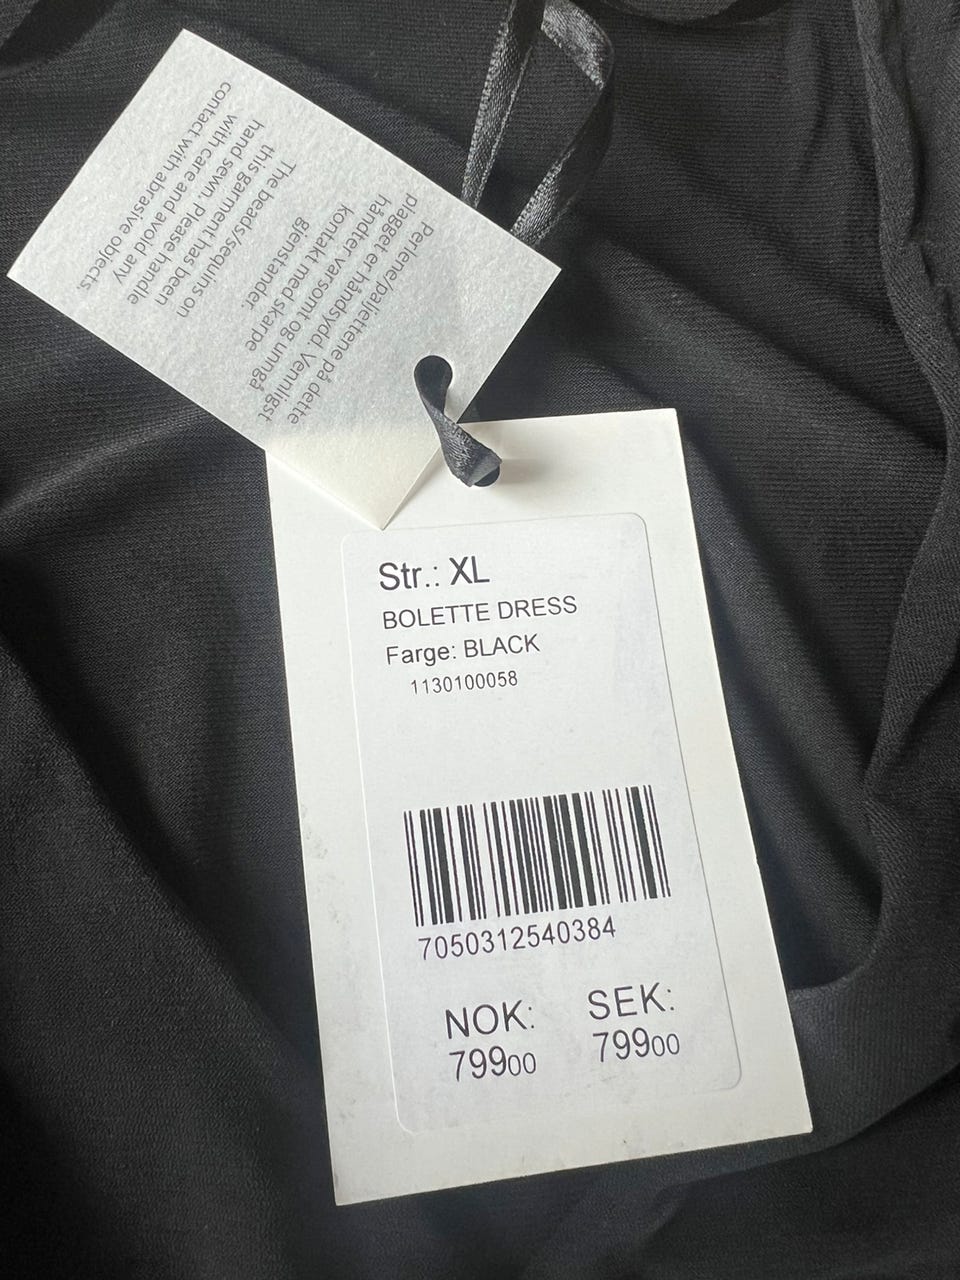 Perlene/paljettene på dette
plagget er håndsydd. Vennligst
håndter varsomt og unngå
kontakt med skarpe
gjenstander.
The beads/sequins on
this garment has been
hand sewn. Please handle
with care and avoid any
contact with abrasive objects.
Str.: XL
BOLETTE DRESS
Farge: BLACK
1130100058
7050312540384
NOK: SEK:
79900 79900